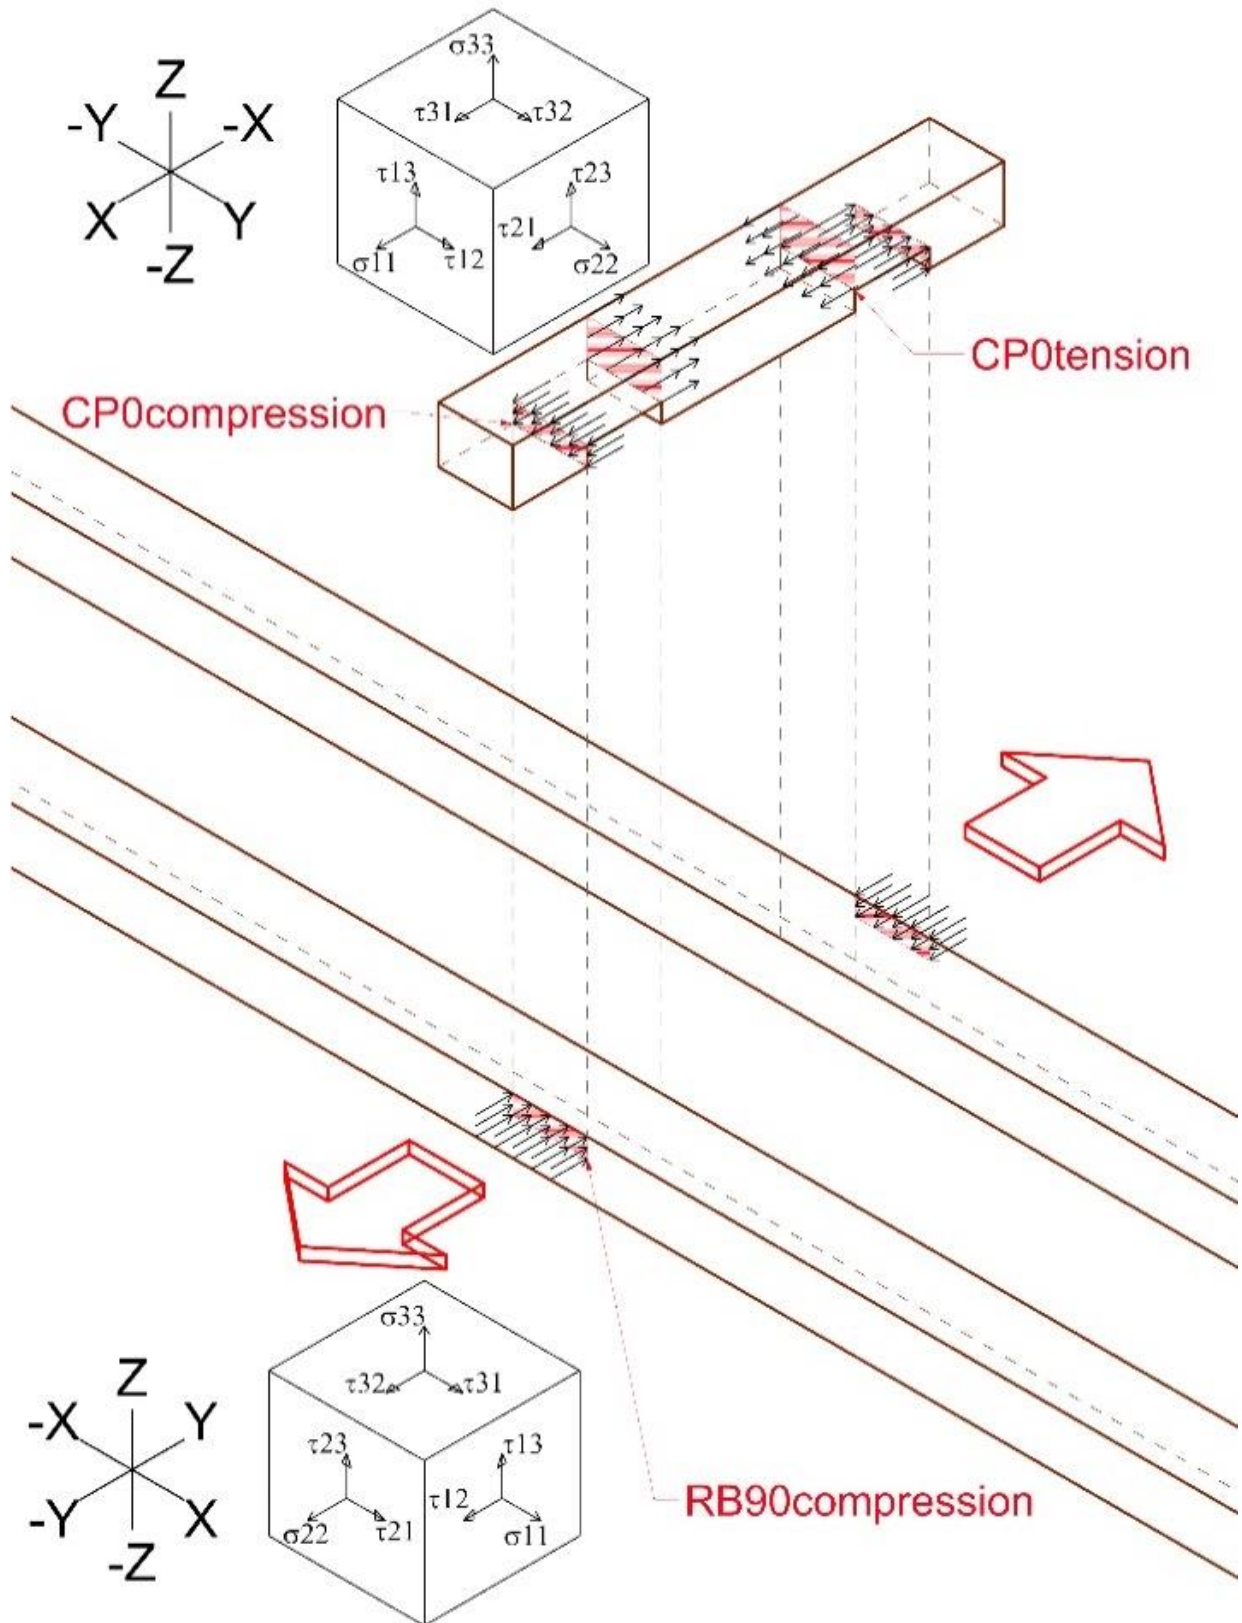 σ33
τ31 τ32
τ13 τ23
τ21
σ11 τ12 σ22
Z
-Y -X
X Y
-Z
CP0tension
CP0compression
σ33
τ32 τ31
τ23 τ13
τ12
σ22 τ21 σ11
Z
-X Y
-Y X
-Z
RB90compression